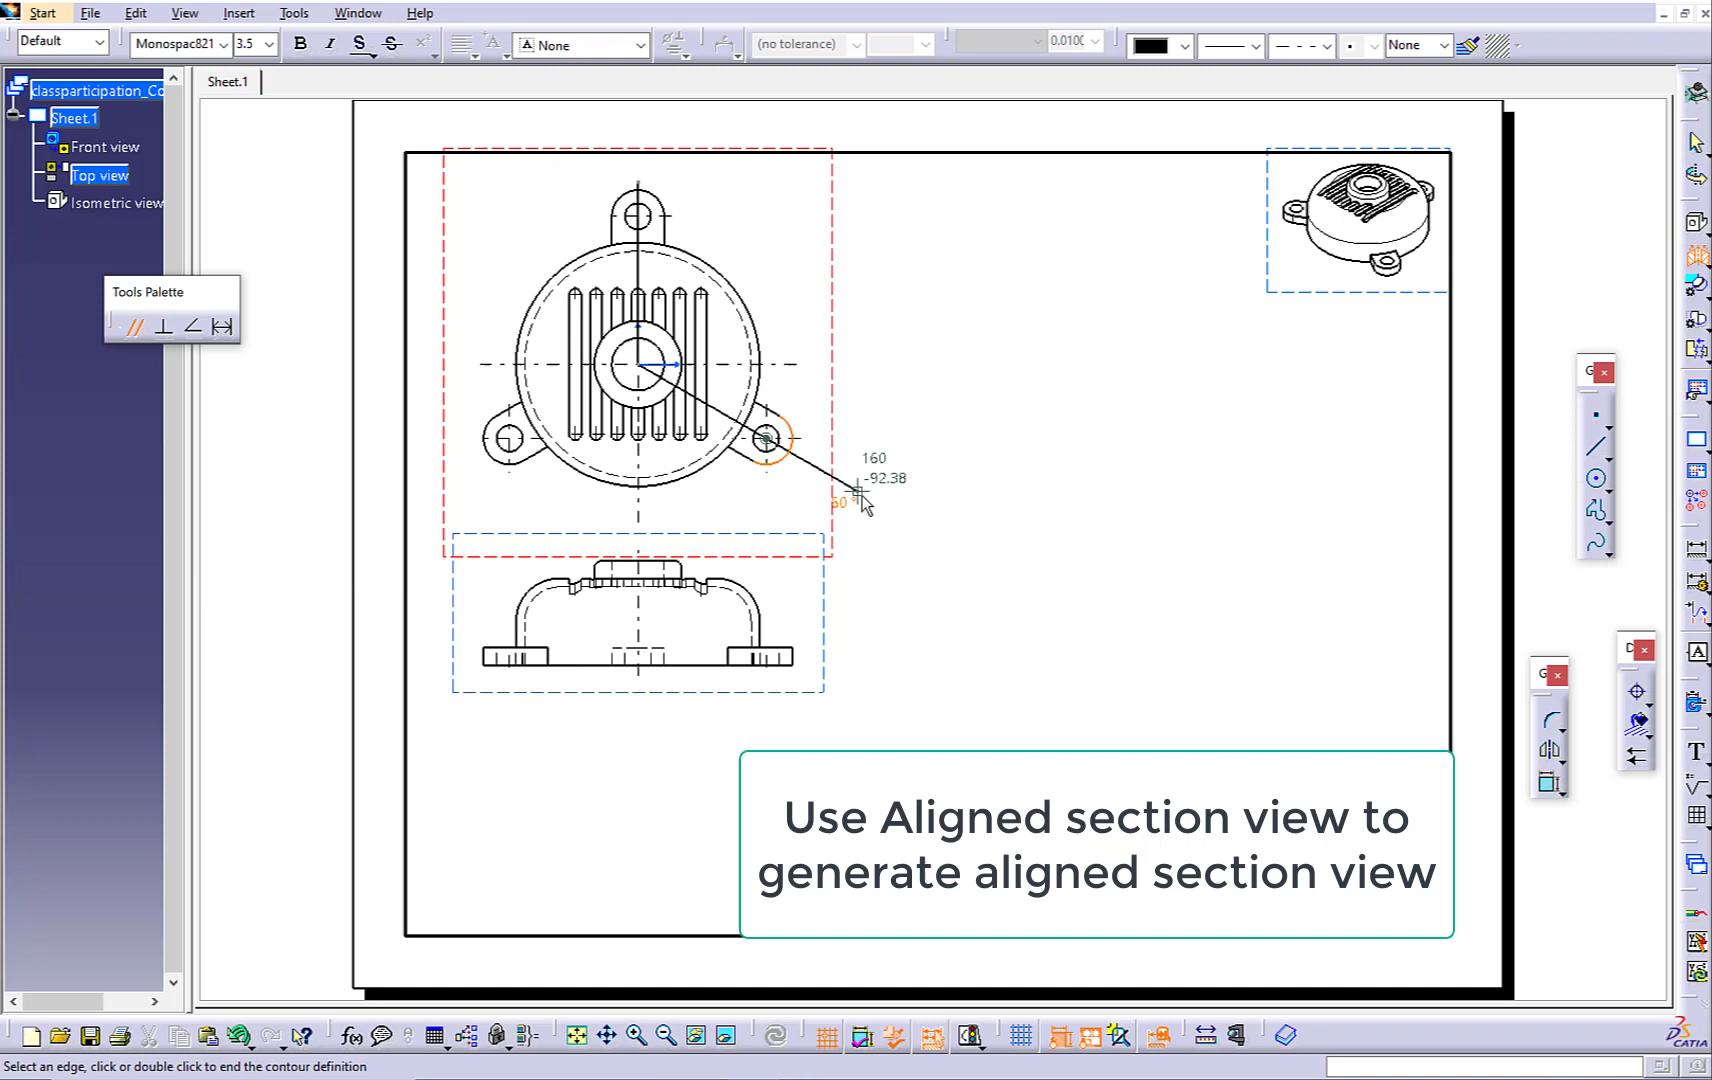 Start File Edit View Insert Tools Window Help
Default Monospac821 3.5 B I S S None (no tolerance) 0.010( None
Sheet.1
classparticipation_Co
Sheet.1
Front view
Top view
Isometric view
Tools Palette
160
-92.38
60 °
G
D
G
Use Aligned section view to
generate aligned section view
CATIA
Select an edge, click or double click to end the contour definition